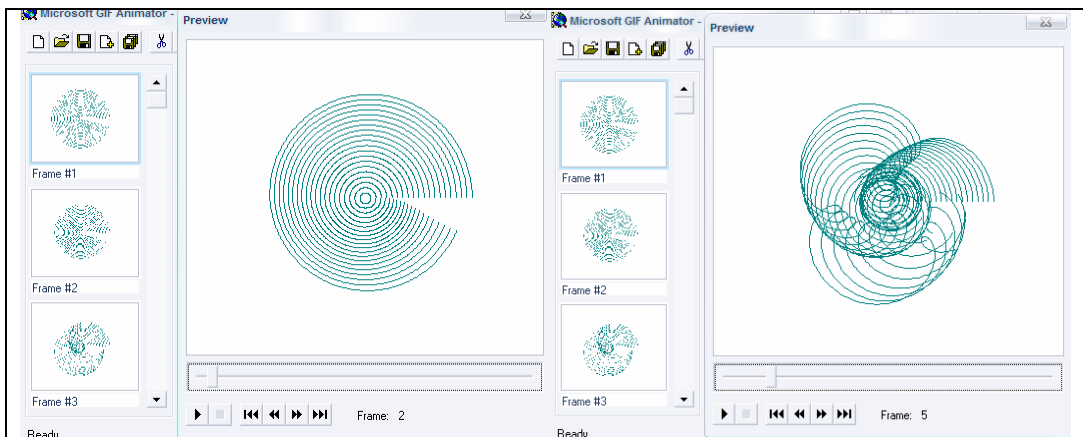 Microsoft GIF Animator -
Preview
Frame #1
Frame #2
Frame #3
Frame: 2
Ready
Microsoft GIF Animator -
Preview
Frame #1
Frame #2
Frame #3
Frame: 5
Ready